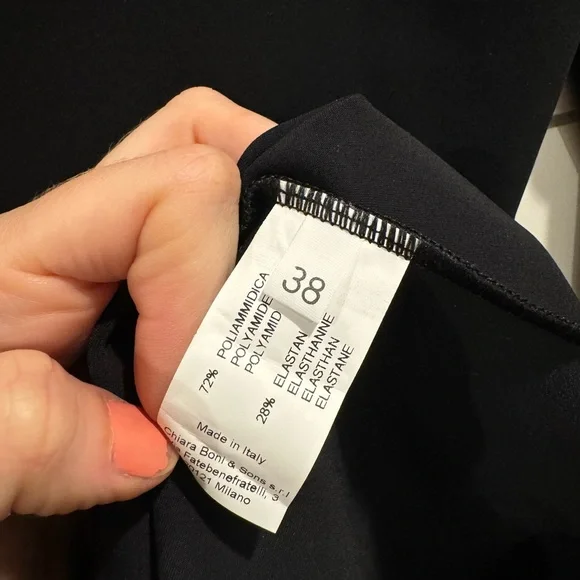 38
72% POLIAMMIDICA
POLYAMIDE
POLYAMID
28% ELASTAN
ELASTHANNE
ELASTHAN
ELASTANE
Made in Italy
Chiara Boni & Sons s.r.l
Fatebenefratelli, 3
20121 Milano